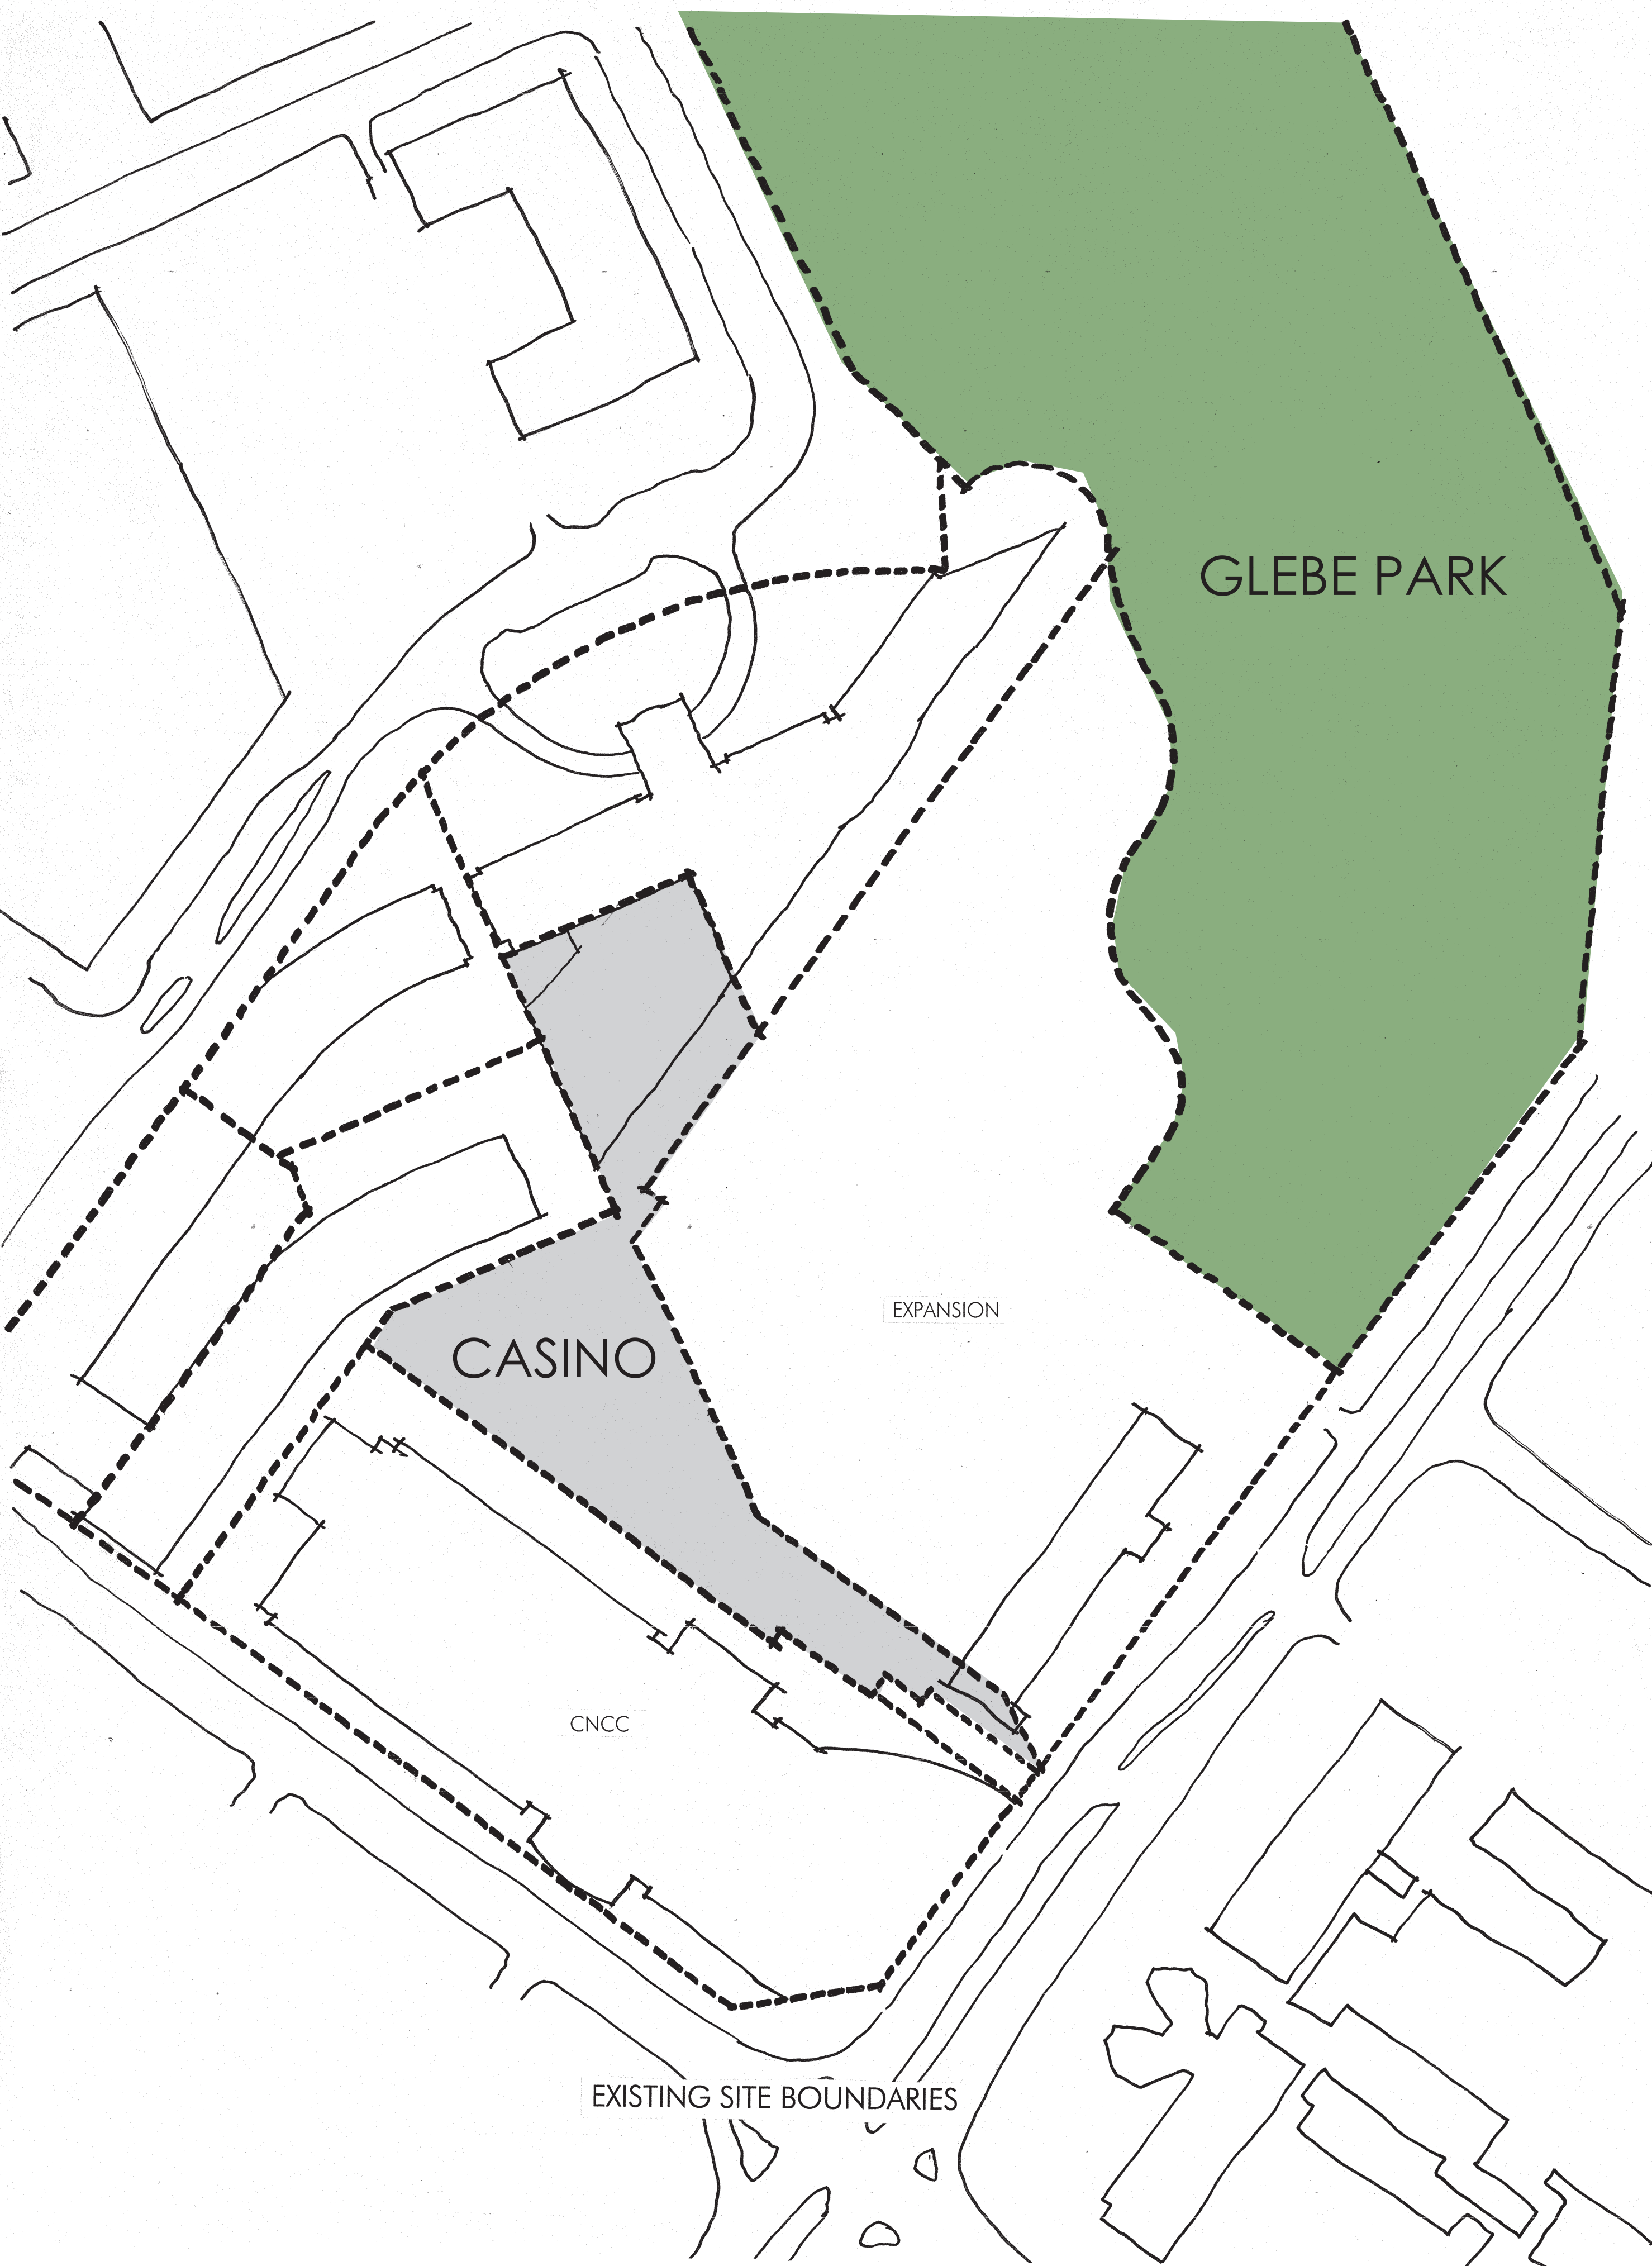 GLEBE PARK
EXPANSION
CASINO
CNCC
EXISTING SITE BOUNDARIES